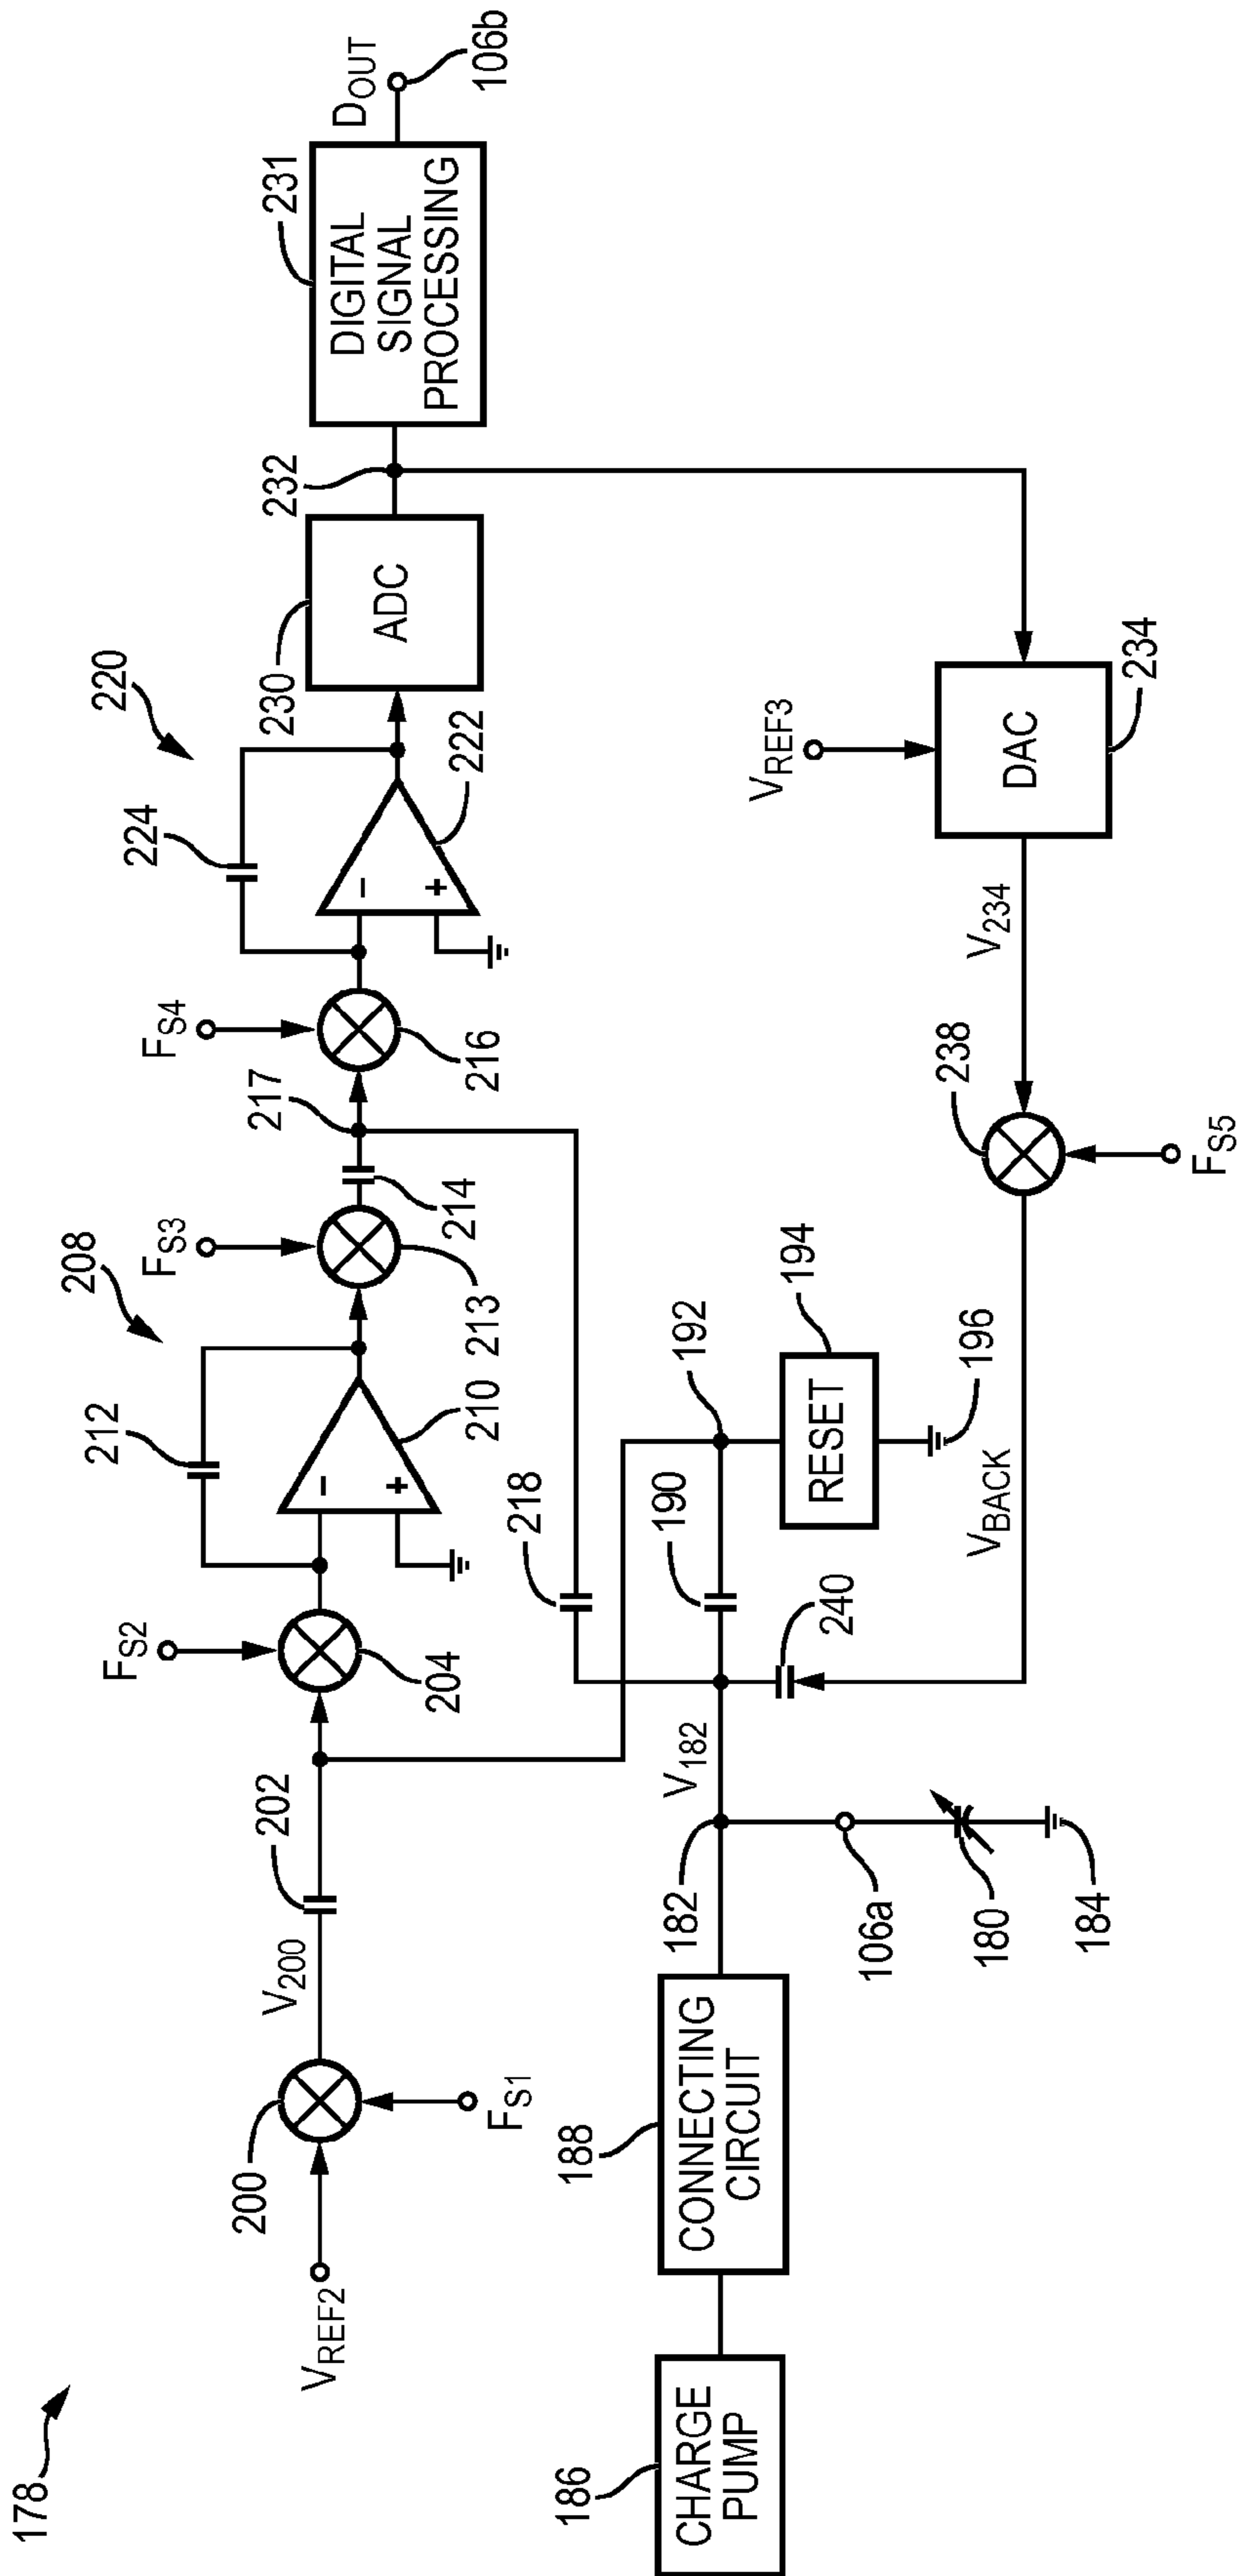 178
V_REF2
200
F_S1
V_200
202
F_S2
204
212
208
210
−
+
F_S3
213
214
217
F_S4
216
224
220
222
−
+
230
ADC
232
231
DIGITAL
SIGNAL
PROCESSING
D_OUT
106b
186
CHARGE
PUMP
188
CONNECTING
CIRCUIT
182
V_182
106a
180
184
218
190
240
192
RESET
194
196
V_BACK
238
F_S5
V_234
V_REF3
DAC
234